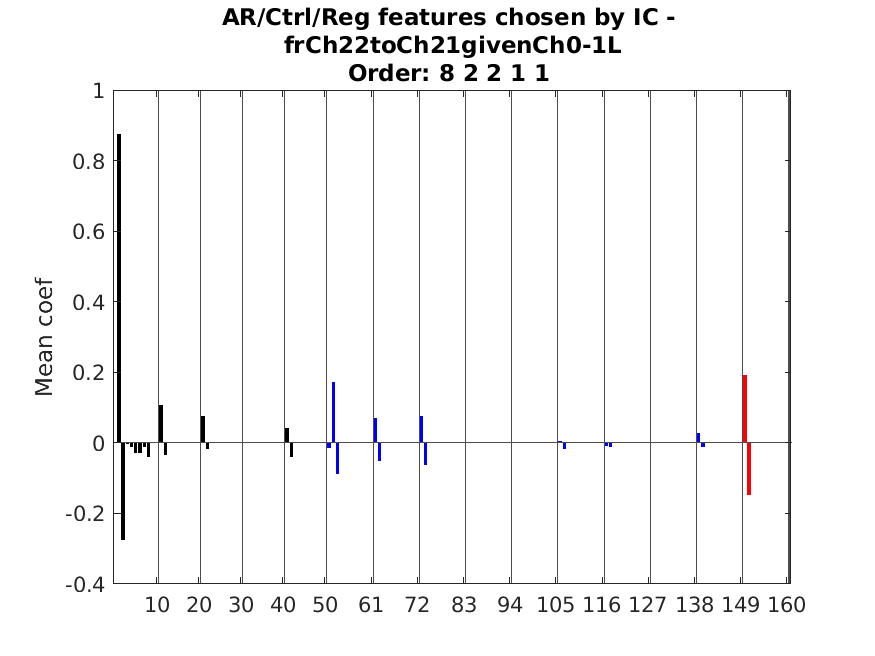 AR/Ctrl/Reg features chosen by IC -
frCh22toCh21givenCh0-1L
Order: 8 2 2 1 1
1
0.8
0.6
0.4
0.2
0
-0.2
-0.4
Mean coef
10 20 30 40 50 61 72 83 94 105 116 127 138 149 160